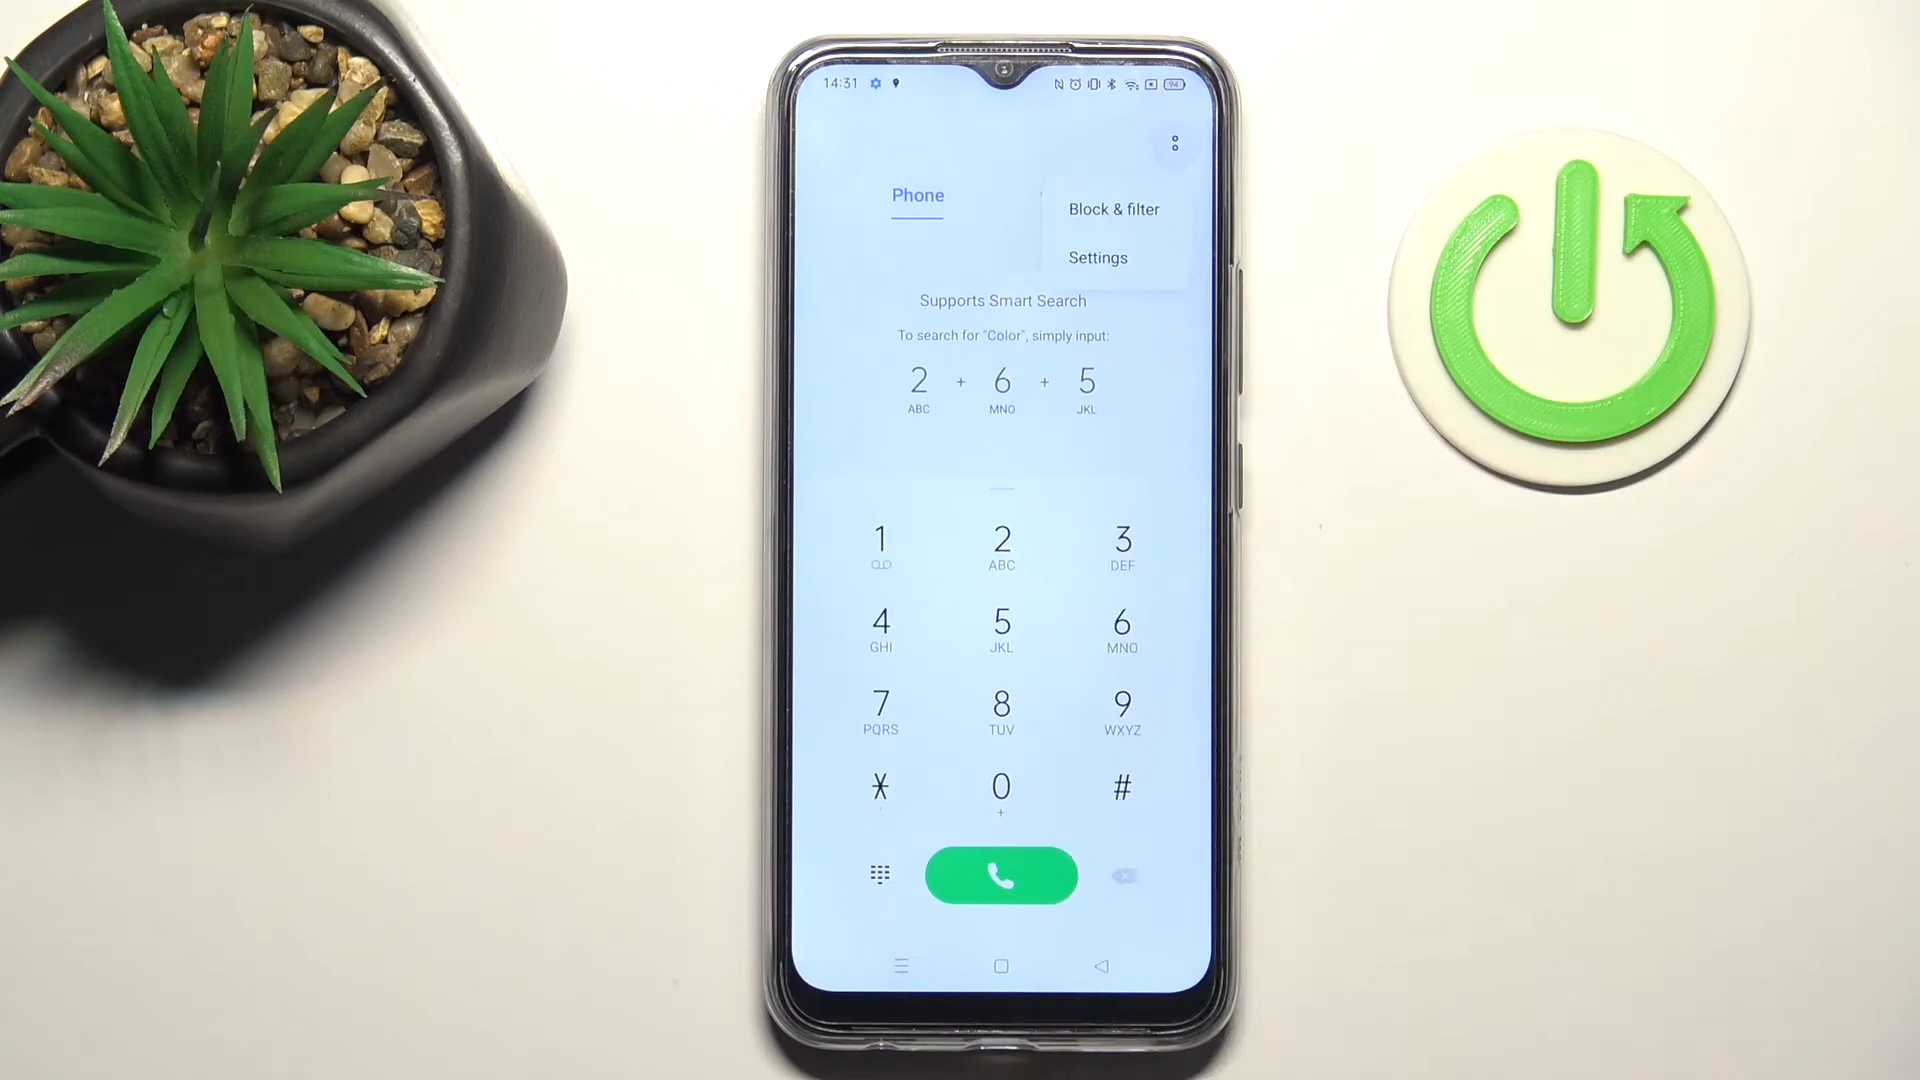 14:31
94
Phone
Block & filter
Settings
Supports Smart Search
To search for "Color", simply input:
2 + 6 + 5
ABC MNO JKL
1 2 3
ABC DEF
4 5 6
GHI JKL MNO
7 8 9
PQRS TUV WXYZ
* 0 #
+